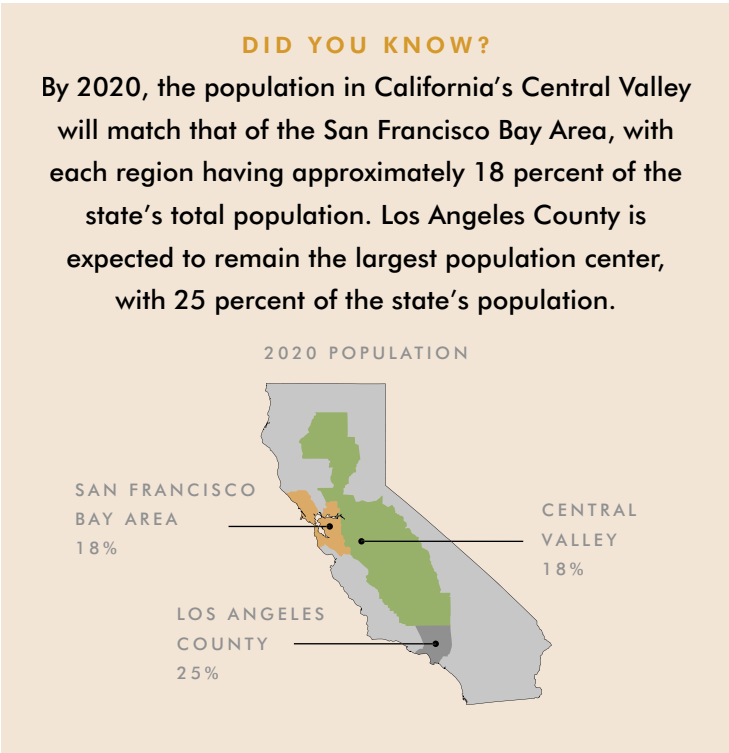 DID YOU KNOW?
By 2020, the population in California’s Central Valley
will match that of the San Francisco Bay Area, with
each region having approximately 18 percent of the
state’s total population. Los Angeles County is
expected to remain the largest population center,
with 25 percent of the state’s population.
2020 POPULATION
SAN FRANCISCO
BAY AREA
18%
CENTRAL
VALLEY
18%
LOS ANGELES
COUNTY
25%